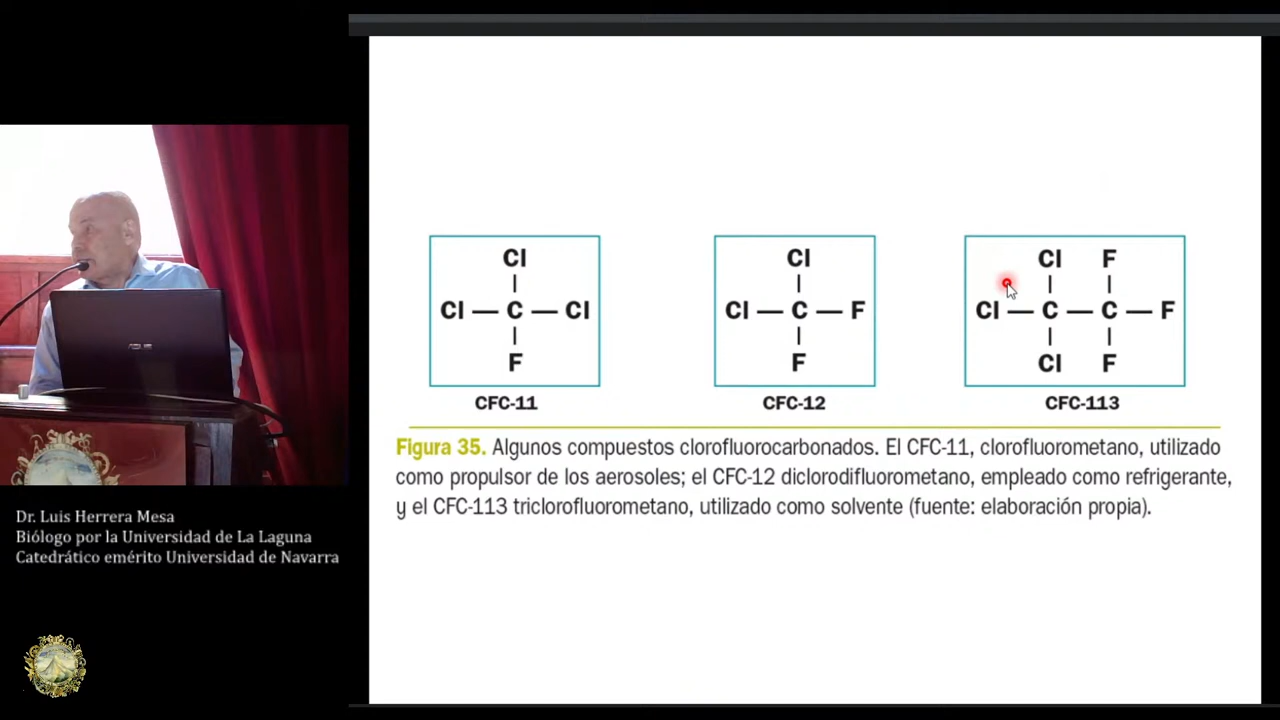 Cl
Cl — C — Cl
F
CFC-11
Cl
Cl — C — F
F
CFC-12
Cl F
Cl — C — C — F
Cl F
CFC-113
Figura 35. Algunos compuestos clorofluorocarbonados. El CFC-11, clorofluorometano, utilizado
como propulsor de los aerosoles; el CFC-12 diclorodifluorometano, empleado como refrigerante,
y el CFC-113 triclorofluorometano, utilizado como solvente (fuente: elaboración propia).
ASUS
Dr. Luis Herrera Mesa
Biólogo por la Universidad de La Laguna
Catedrático emérito Universidad de Navarra